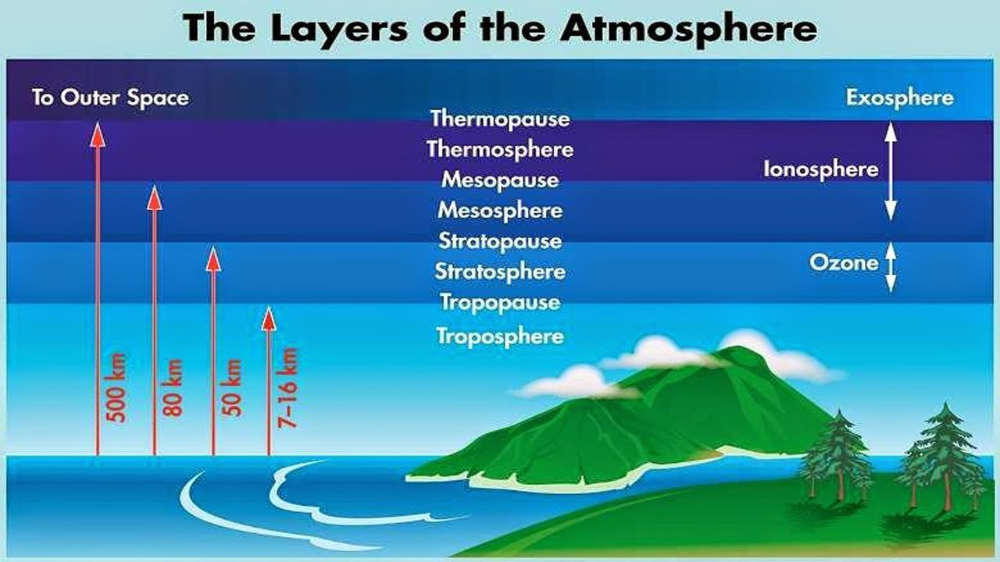 The Layers of the Atmosphere
To Outer Space
Exosphere
Thermopause
Thermosphere
Ionosphere
Mesopause
Mesosphere
Stratopause
Ozone
Stratosphere
Tropopause
Troposphere
500 km
80 km
50 km
7–16 km